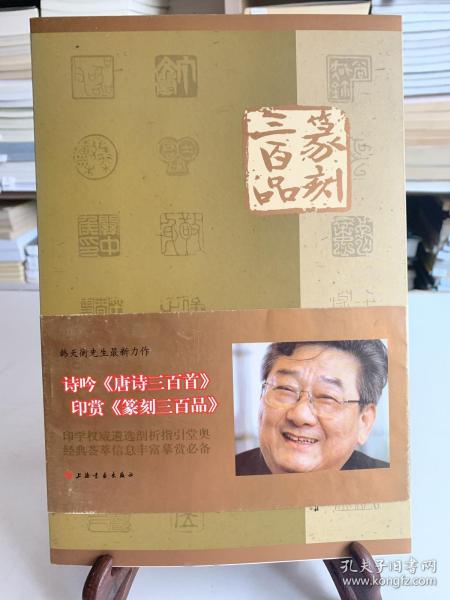 篆刻
三百品
韩天衡先生最新力作
诗吟《唐诗三百首》
印赏《篆刻三百品》
印学权威遴选剖析指引堂奥
经典荟萃信息丰富摹赏必备
上海书画出版社
孔夫子旧书网
www.kongfz.com